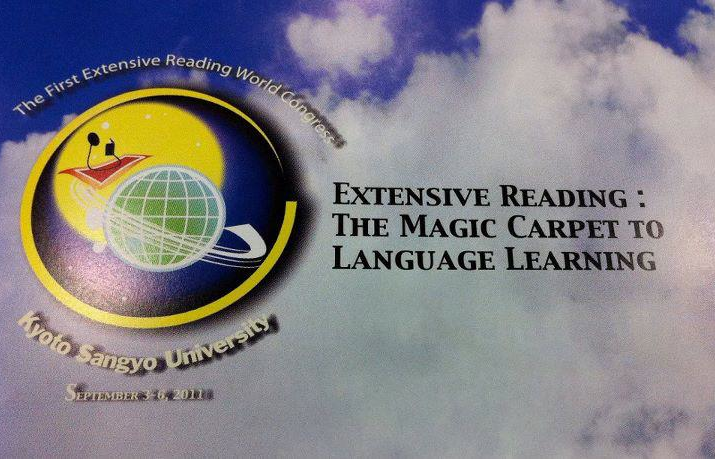 The First Extensive Reading World Congress
Extensive Reading :
The Magic Carpet to
Language Learning
Kyoto Sangyo University
September 3-6, 2011